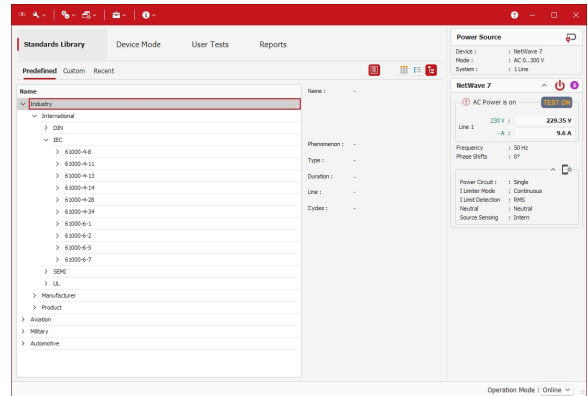 Standards Library
Device Mode
User Tests
Reports
Predefined Custom Recent
Name
Industry
International
DIN
IEC
61000-4-8
61000-4-11
61000-4-13
61000-4-14
61000-4-28
61000-4-34
61000-6-1
61000-6-2
61000-6-5
61000-6-7
SEMI
UL
Manufacturer
Product
Aviation
Military
Automotive
Name : -
Phenomenon : -
Type : -
Duration : -
Line : -
Cycles : -
Power Source
Device : : NetWave 7
Mode : : AC 0...300 V
System : : 1Line
NetWave 7
S
AC Power is on TEST ON
Line 1
230 V : 229.35 V
- A : 9.6 A
Frequency : 50 Hz
Phase Shifts : 0°
Power Circuit : : Single
I Limiter Mode : Continuous
I Limit Detection : RMS
Neutral : Neutral
Source Sensing : Intern
Operation Mode : Online